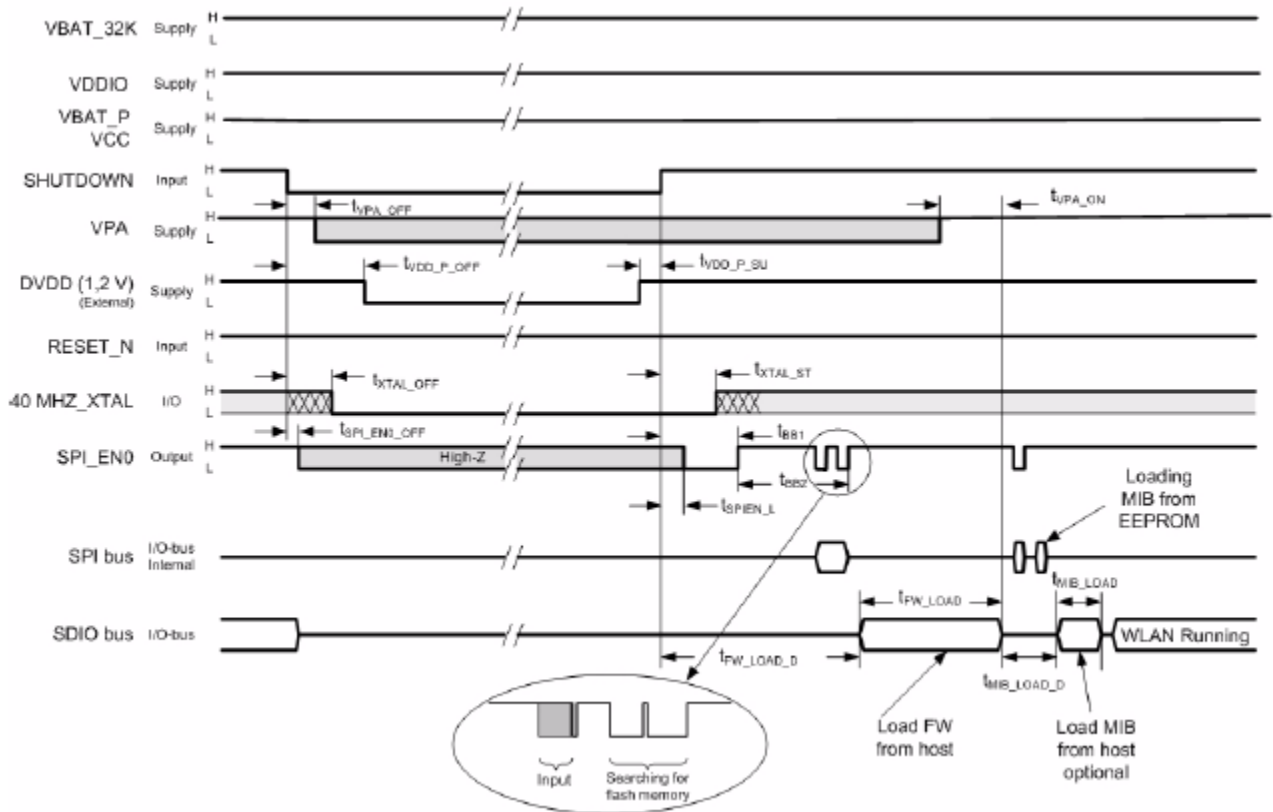 VBAT_32K Supply H
L
VDDIO Supply H
L
VBAT_P
VCC Supply H
L
SHUTDOWN Input H
L
tVPA_OFF tVPA_ON
VPA Supply H
L
tVDD_P_OFF tVDD_P_SU
DVDD (1,2 V) Supply H
(External) L
RESET_N Input H
L
tXTAL_OFF tXTAL_ST
40 MHZ_XTAL I/O H
L
tSPI_EN0_OFF tBB1
SPI_EN0 Output H High-Z
L
tBB2
tSPIEN_L
Loading
MIB from
EEPROM
SPI bus I/O-bus
Internal
tMIB_LOAD
tFW_LOAD
SDIO bus I/O-bus WLAN Running
tFW_LOAD_D
tMIB_LOAD_D
Load FW
from host
Load MIB
from host
optional
Input Searching for
flash memory